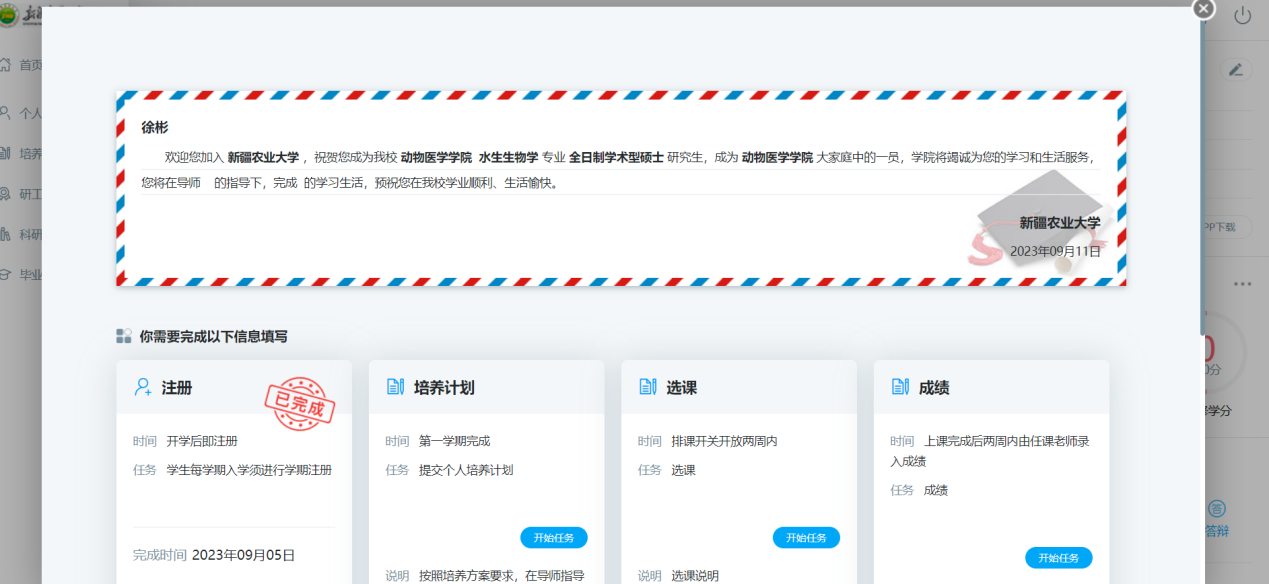 首页
个人
培养
研工
科研
毕业
徐彬
欢迎您加入 新疆农业大学 ，祝贺您成为我校 动物医学学院 水生生物学 专业 全日制学术型硕士 研究生，成为 动物医学学院 大家庭中的一员，学院将竭诚为您的学习和生活服务，
您将在导师 的指导下，完成 的学习生活，预祝您在我校学业顺利、生活愉快。
新疆农业大学
2023年09月11日
PP下载
0分
学分
答
答辩
你需要完成以下信息填写
注册
已完成
时间 开学后即注册
任务 学生每学期入学须进行学期注册
完成时间 2023年09月05日
培养计划
时间 第一学期完成
任务 提交个人培养计划
开始任务
说明 按照培养方案要求，在导师指导
选课
时间 排课开关开放两周内
任务 选课
开始任务
说明 选课说明
成绩
时间 上课完成后两周内由任课老师录
入成绩
任务 成绩
开始任务